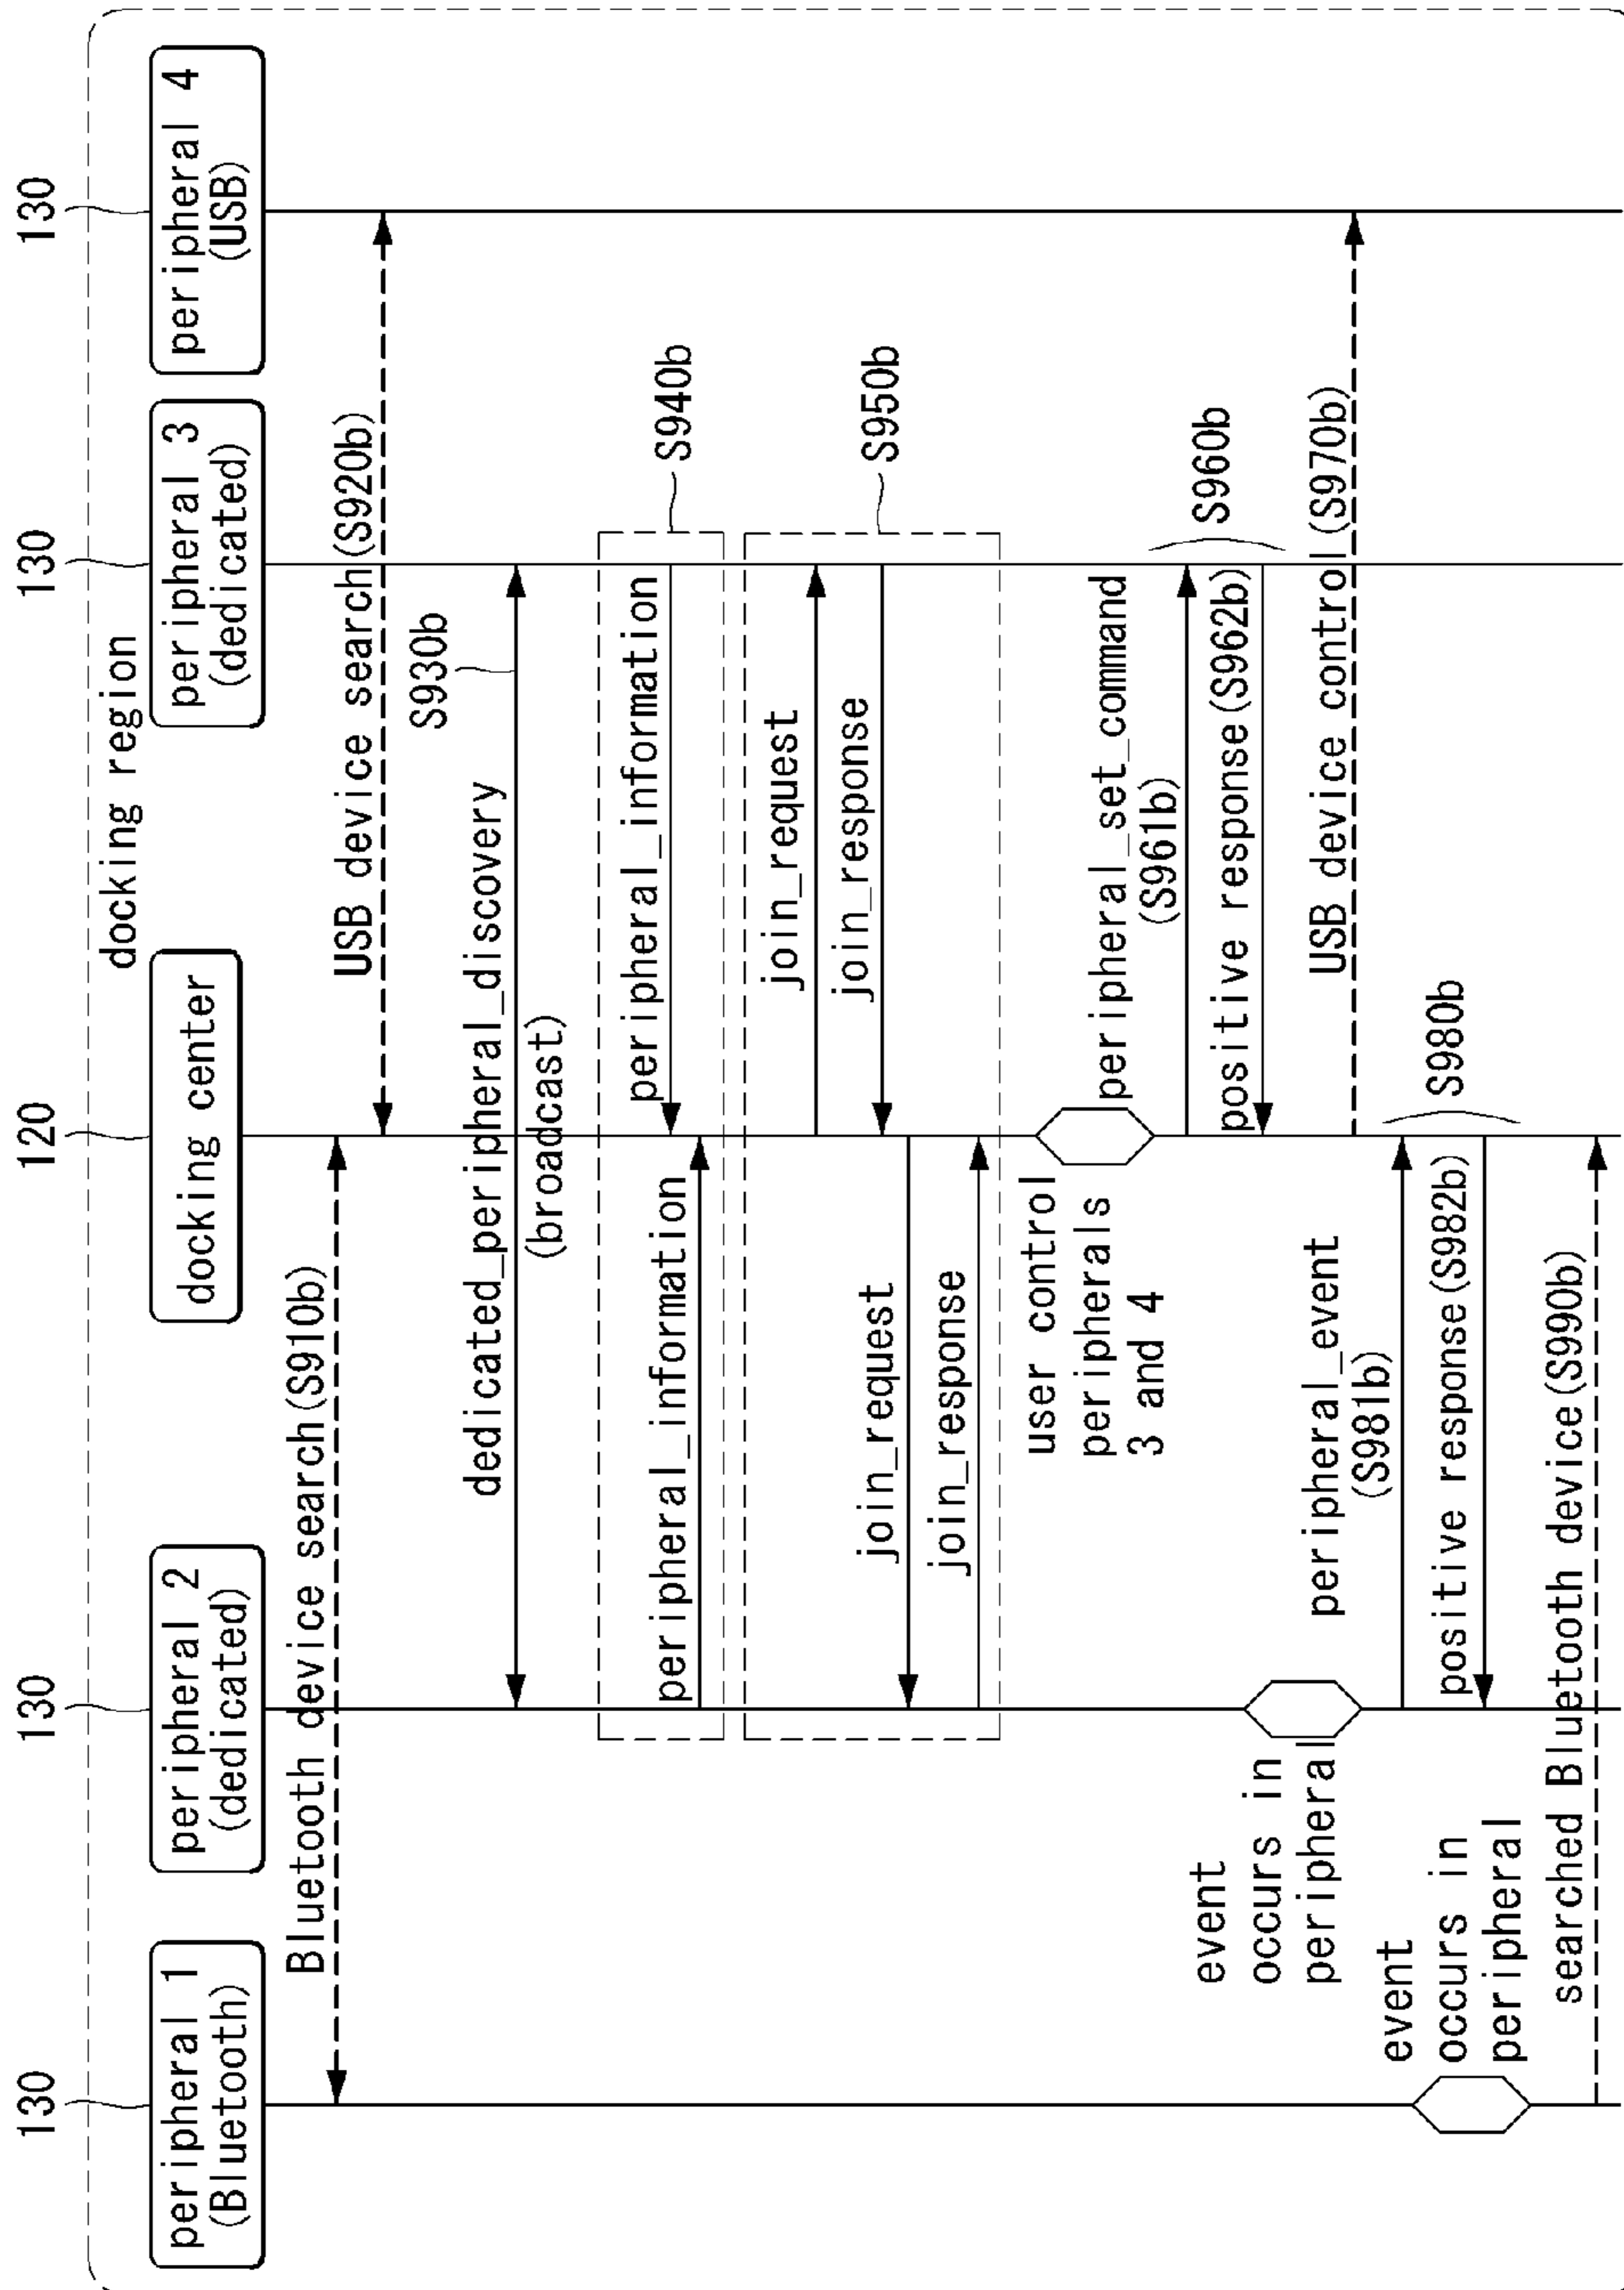 130
130
120
130
130
docking region
peripheral 1
(Bluetooth)
peripheral 2
(dedicated)
docking center
peripheral 3
(dedicated)
peripheral 4
(USB)
Bluetooth device search(S910b)
USB device search(S920b)
S930b
dedicated_peripheral_discovery
(broadcast)
peripheral_information
S940b
peripheral_information
join_request
join_response
S950b
join_request
join_response
user control
peripherals
3 and 4
peripheral_set_command
(S961b)
S960b
positive response(S962b)
event
occurs in
peripheral
USB device control(S970b)
peripheral_event
(S981b)
S980b
positive response(S982b)
event
occurs in
peripheral
searched Bluetooth device(S990b)